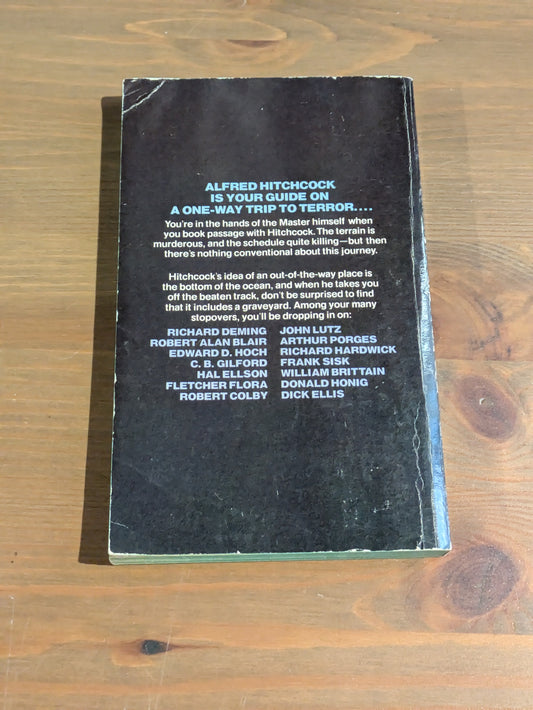 ALFRED HITCHCOCK
IS YOUR GUIDE ON
A ONE-WAY TRIP TO TERROR....
You're in the hands of the Master himself when
you book passage with Hitchcock. The terrain is
murderous, and the schedule quite killing—but then
there's nothing conventional about this journey.
Hitchcock's idea of an out-of-the-way place is
the bottom of the ocean, and when he takes you
off the beaten track, don't be surprised to find
that it includes a graveyard. Among your many
stopovers, you'll be dropping in on:
RICHARD DEMING JOHN LUTZ
ROBERT ALAN BLAIR ARTHUR PORGES
EDWARD D. HOCH RICHARD HARDWICK
C. B. GILFORD FRANK SISK
HAL ELLSON WILLIAM BRITTAIN
FLETCHER FLORA DONALD HONIG
ROBERT COLBY DICK ELLIS